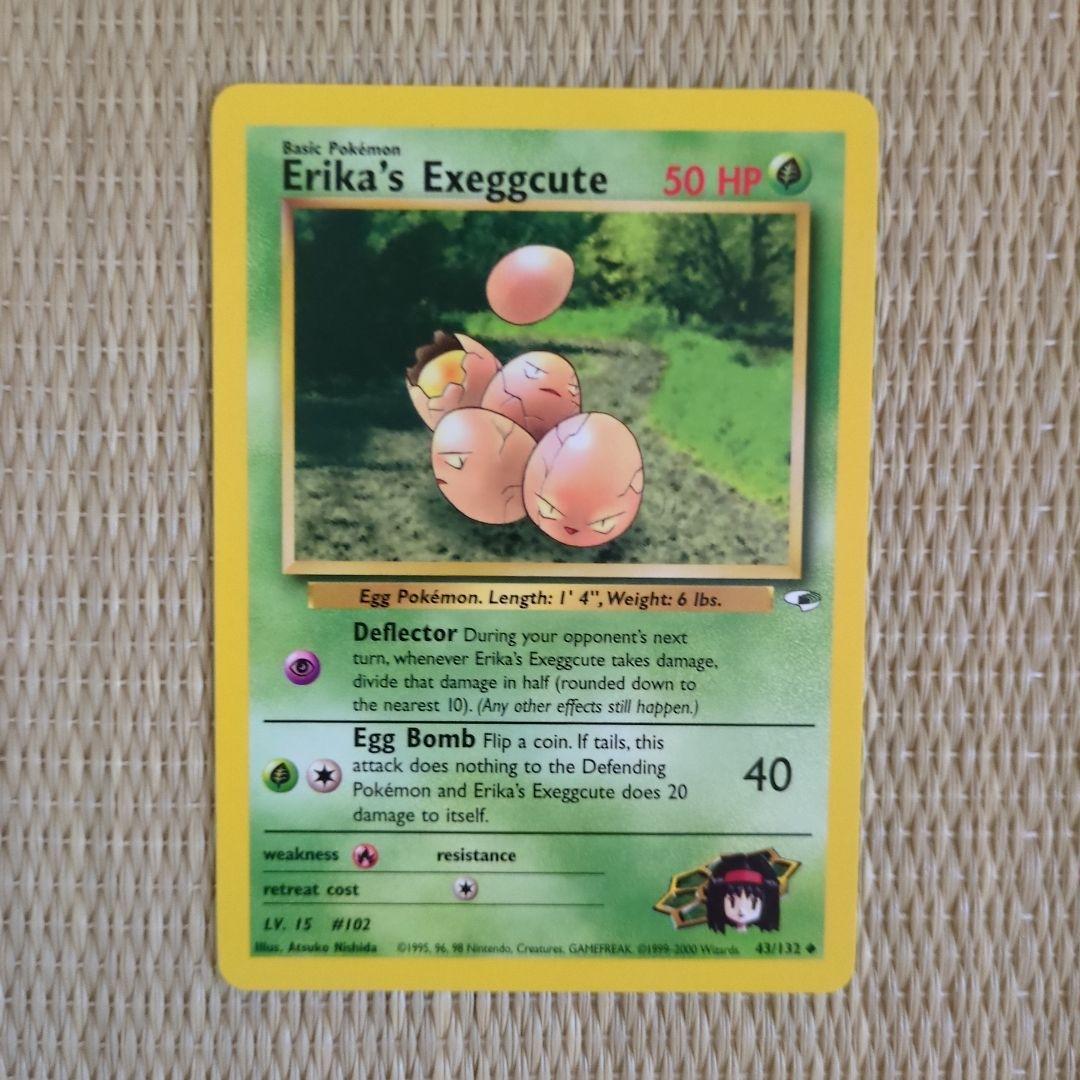 Basic Pokémon
Erika's Exeggcute 50 HP
Egg Pokémon. Length: 1' 4", Weight: 6 lbs.
Deflector During your opponent's next
turn, whenever Erika's Exeggcute takes damage,
divide that damage in half (rounded down to
the nearest 10). (Any other effects still happen.)
Egg Bomb Flip a coin. If tails, this
attack does nothing to the Defending
Pokémon and Erika's Exeggcute does 20
damage to itself.
40
weakness resistance
retreat cost
LV. 15 #102
Illus. Atsuko Nishida ©1995, 96, 98 Nintendo, Creatures, GAMEFREAK. ©1999-2000 Wizards. 43/132